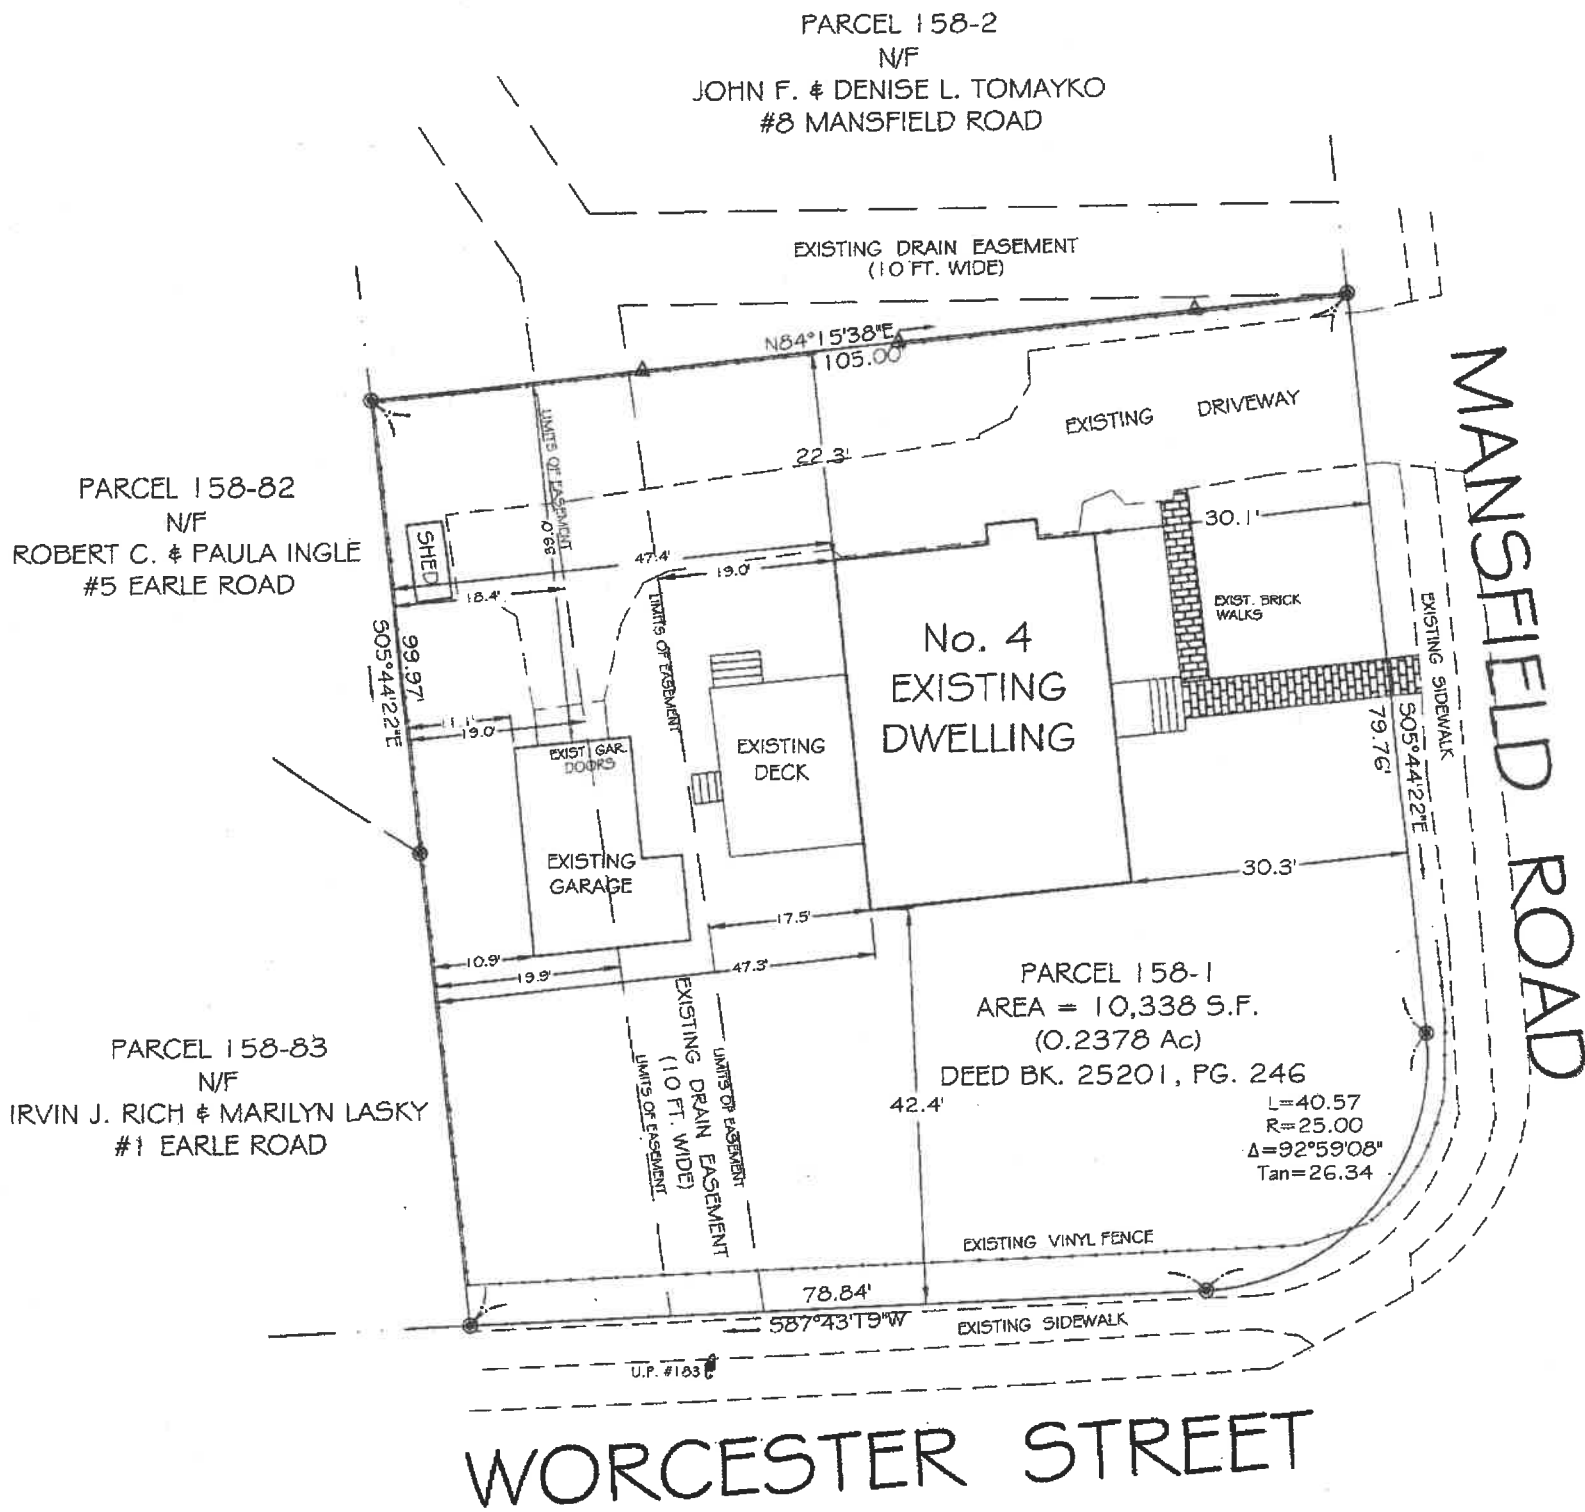 PARCEL 158-2
N/F
JOHN F. & DENISE L. TOMAYKO
#8 MANSFIELD ROAD
EXISTING DRAIN EASEMENT
(10 FT. WIDE)
N84°15'38"E
105.00'
EXISTING DRIVEWAY
MANSFIELD ROAD
LIMITS OF EASEMENT
39.0'
22.3'
PARCEL 158-82
N/F
ROBERT C. & PAULA INGLE
#5 EARLE ROAD
SHED
47.4'
19.0'
18.4'
30.1'
EXIST. BRICK
WALKS
EXISTING SIDEWALK
LIMITS OF EASEMENT
No. 4
EXISTING
DWELLING
99.97'
S05°44'22"E
11.1'
19.0'
EXIST. GAR.
DOORS
EXISTING
DECK
79.76'
S05°44'22"E
EXISTING
GARAGE
30.3'
17.5'
10.9'
19.9'
47.3'
PARCEL 158-1
AREA = 10,338 S.F.
(0.2378 Ac)
DEED BK. 25201, PG. 246
L=40.57
R=25.00
Δ=92°59'08"
Tan=26.34
42.4'
PARCEL 158-83
N/F
IRVIN J. RICH & MARILYN LASKY
#1 EARLE ROAD
LIMITS OF EASEMENT
EXISTING DRAIN EASEMENT
(10 FT. WIDE)
LIMITS OF EASEMENT
EXISTING VINYL FENCE
78.84'
S87°43'19"W
EXISTING SIDEWALK
U.P. #183
WORCESTER STREET